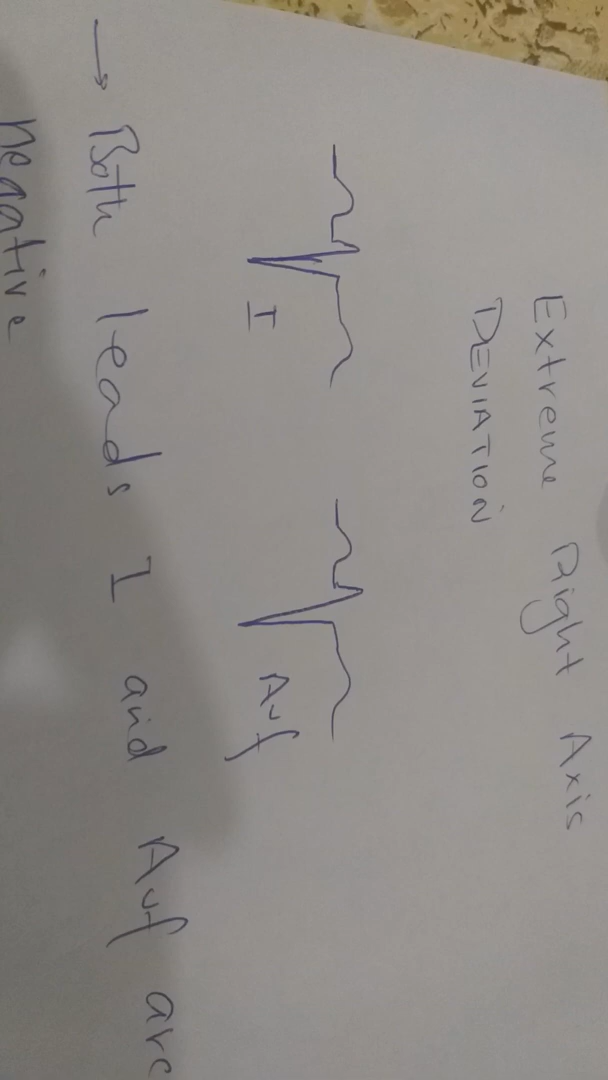 Extreme Right Axis
DEVIATION
I
Avf
→ Both leads I and Avf are
negative